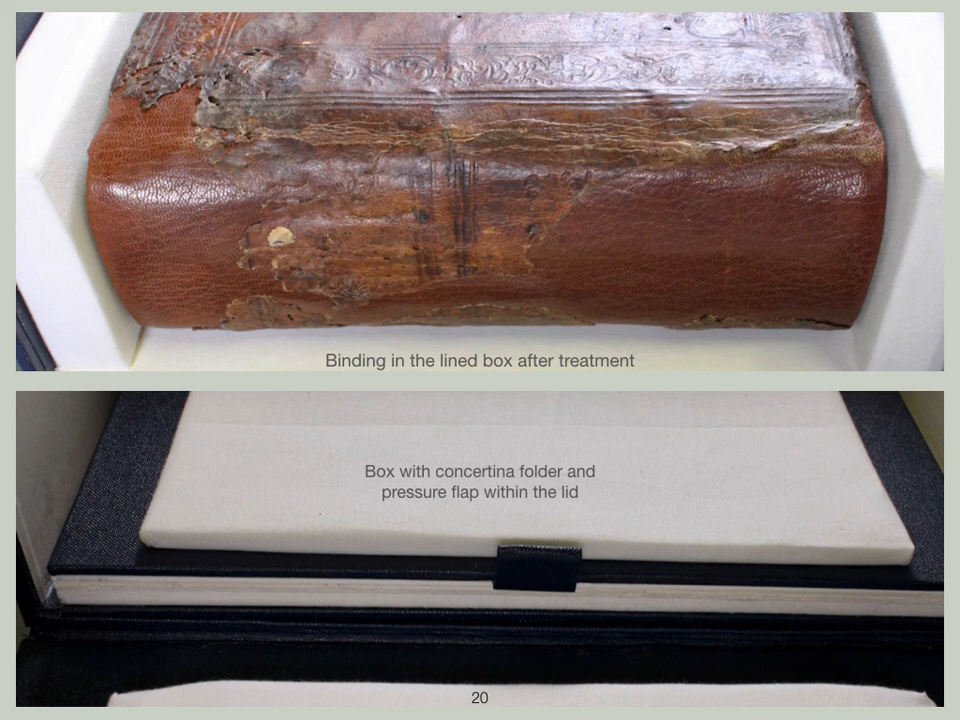 Binding in the lined box after treatment
Box with concertina folder and
pressure flap within the lid
20